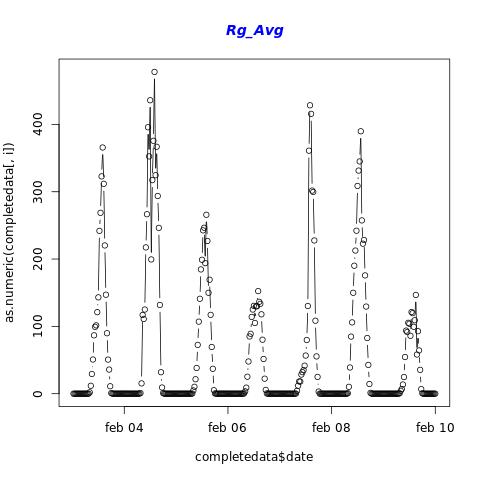 Rg_Avg
as.numeric(completedata[, i])
400
300
200
100
0
feb 04
feb 06
feb 08
feb 10
completedata$date